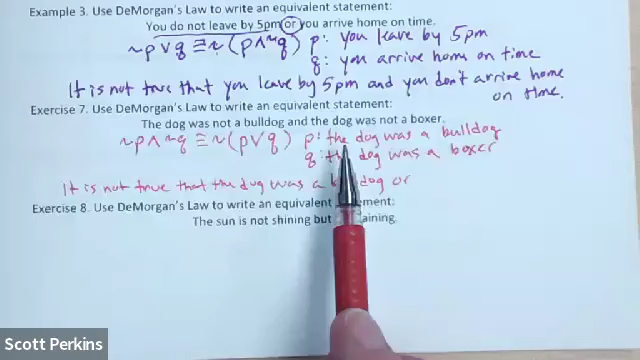 Example 3. Use DeMorgan's Law to write an equivalent statement:
You do not leave by 5pm or you arrive home on time.
~p ∨ q ≡ ~(p ∧ ~q) p: you leave by 5pm
q: you arrive home on time
It is not true that you leave by 5pm and you don't arrive home
on time.
Exercise 7. Use DeMorgan's Law to write an equivalent statement:
The dog was not a bulldog and the dog was not a boxer.
~p ∧ ~q ≡ ~(p ∨ q) p: the dog was a bulldog
q: dog was a boxer
It is not true that the dog was a dog or
Exercise 8. Use DeMorgan's Law to write an equivalent
The sun is not shining but
Scott Perkins